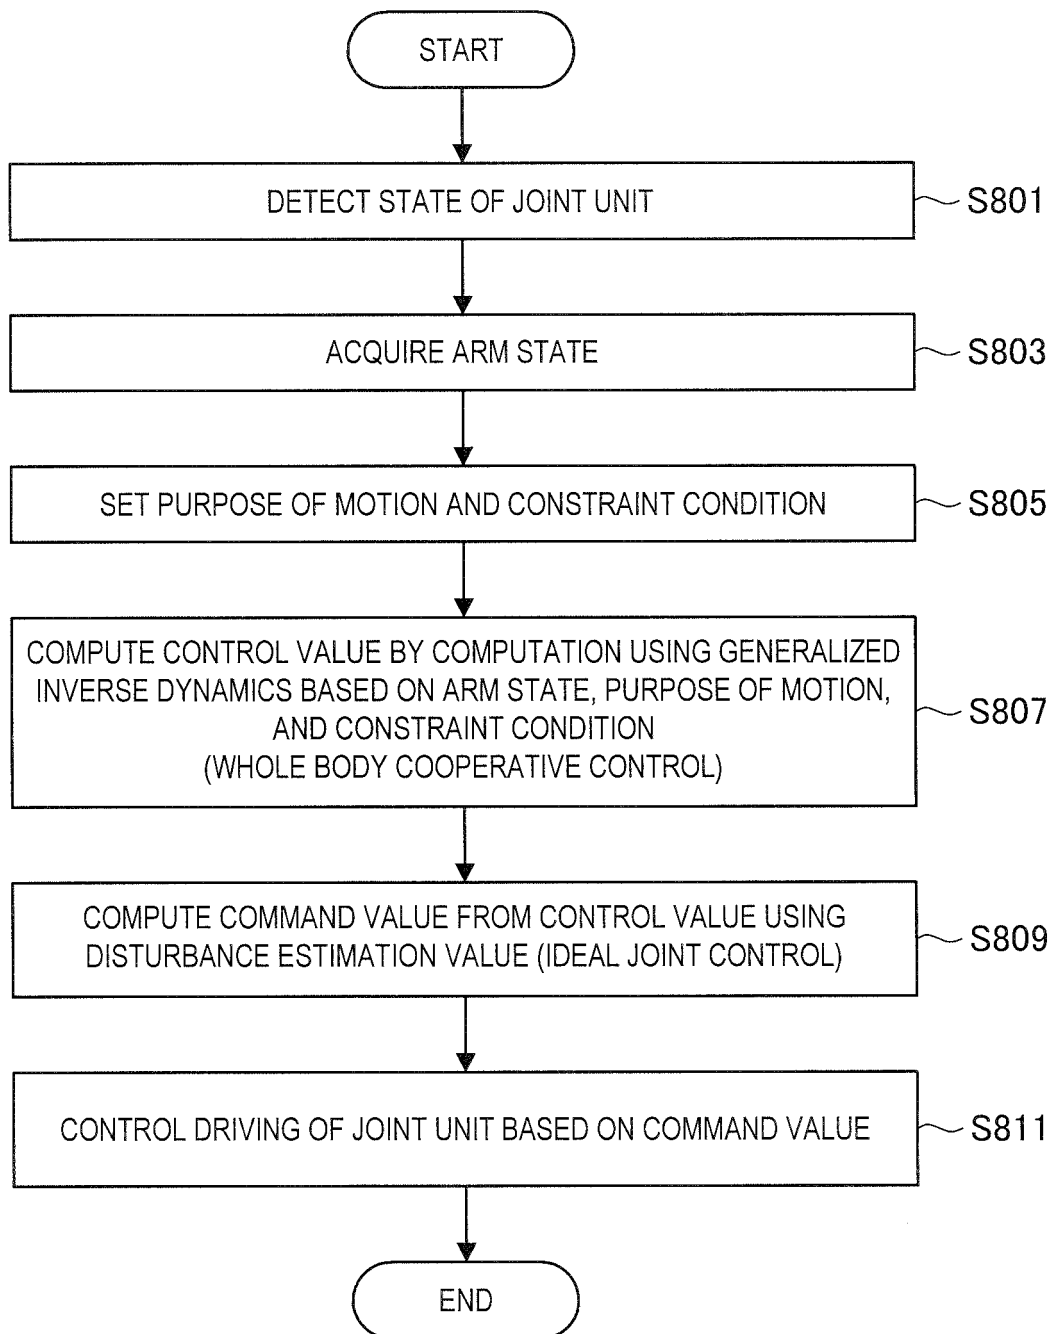 START
DETECT STATE OF JOINT UNIT
S801
ACQUIRE ARM STATE
S803
SET PURPOSE OF MOTION AND CONSTRAINT CONDITION
S805
COMPUTE CONTROL VALUE BY COMPUTATION USING GENERALIZED
INVERSE DYNAMICS BASED ON ARM STATE, PURPOSE OF MOTION,
AND CONSTRAINT CONDITION
(WHOLE BODY COOPERATIVE CONTROL)
S807
COMPUTE COMMAND VALUE FROM CONTROL VALUE USING
DISTURBANCE ESTIMATION VALUE (IDEAL JOINT CONTROL)
S809
CONTROL DRIVING OF JOINT UNIT BASED ON COMMAND VALUE
S811
END